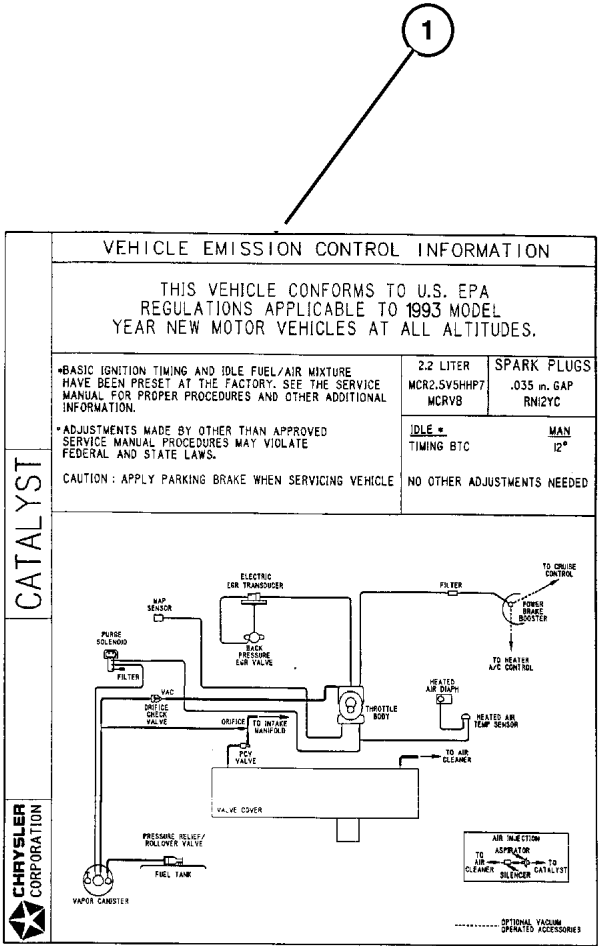 1
VEHICLE EMISSION CONTROL INFORMATION
THIS VEHICLE CONFORMS TO U.S. EPA
REGULATIONS APPLICABLE TO 1993 MODEL
YEAR NEW MOTOR VEHICLES AT ALL ALTITUDES.
•BASIC IGNITION TIMING AND IDLE FUEL/AIR MIXTURE
HAVE BEEN PRESET AT THE FACTORY. SEE THE SERVICE
MANUAL FOR PROPER PROCEDURES AND OTHER ADDITIONAL
INFORMATION.
•ADJUSTMENTS MADE BY OTHER THAN APPROVED
SERVICE MANUAL PROCEDURES MAY VIOLATE
FEDERAL AND STATE LAWS.
CAUTION : APPLY PARKING BRAKE WHEN SERVICING VEHICLE
2.2 LITER
MCR2.5V5HHP7
MCRVB
SPARK PLUGS
.035 in. GAP
RN12YC
IDLE • MAN
TIMING BTC 12°
NO OTHER ADJUSTMENTS NEEDED
CATALYST
CHRYSLER
CORPORATION
ELECTRIC
EGR TRANSDUCER
MAP
SENSOR
BACK
PRESSURE
EGR VALVE
PURGE
SOLENOID
FILTER
VAC
ORIFICE
CHECK
VALVE
ORIFICE
TO INTAKE
MANIFOLD
PCV
VALVE
THROTTLE
BODY
FILTER
TO CRUISE
CONTROL
POWER
BRAKE
BOOSTER
TO HEATER
A/C CONTROL
HEATED
AIR DIAPH
HEATED AIR
TEMP SENSOR
TO AIR
CLEANER
VALVE COVER
PRESSURE RELIEF/
ROLLOVER VALVE
FUEL TANK
VAPOR CANISTER
AIR INJECTION
ASPIRATOR
TO
AIR
CLEANER
SILENCER
TO
CATALYST
OPTIONAL VACUUM
OPERATED ACCESSORIES